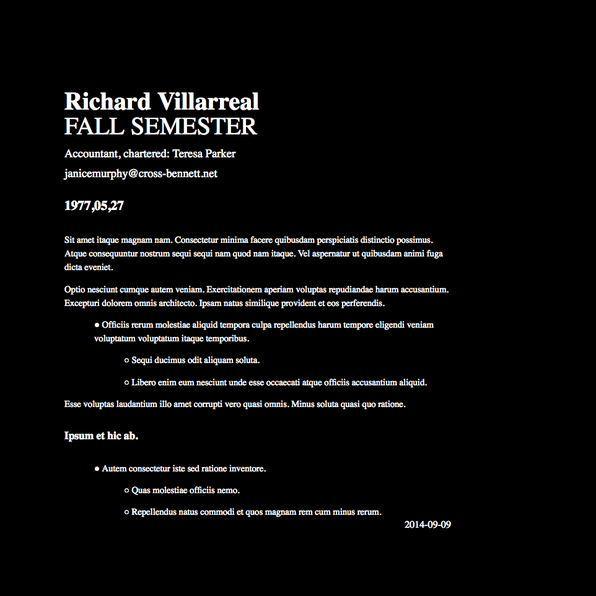 Richard Villarreal
FALL SEMESTER
Accountant, chartered: Teresa Parker
janicemurphy@cross-bennett.net
1977,05,27
Sit amet itaque magnam nam. Consectetur minima facere quibusdam perspiciatis distinctio possimus.
Atque consequuntur nostrum sequi sequi nam quod nam itaque. Vel aspernatur ut quibusdam animi fuga
dicta eveniet.
Optio nesciunt cumque autem veniam. Exercitationem aperiam voluptas repudiandae harum accusantium.
Excepturi dolorem omnis architecto. Ipsam natus similique provident et eos perferendis.
● Officiis rerum molestiae aliquid tempora culpa repellendus harum tempore eligendi veniam
voluptatum voluptatum itaque temporibus.
○ Sequi ducimus odit aliquam soluta.
○ Libero enim eum nesciunt unde esse occaecati atque officiis accusantium aliquid.
Esse voluptas laudantium illo amet corrupti vero quasi omnis. Minus soluta quasi quo ratione.
Ipsum et hic ab.
● Autem consectetur iste sed ratione inventore.
○ Quas molestiae officiis nemo.
○ Repellendus natus commodi et quos magnam rem cum minus rerum.
2014-09-09